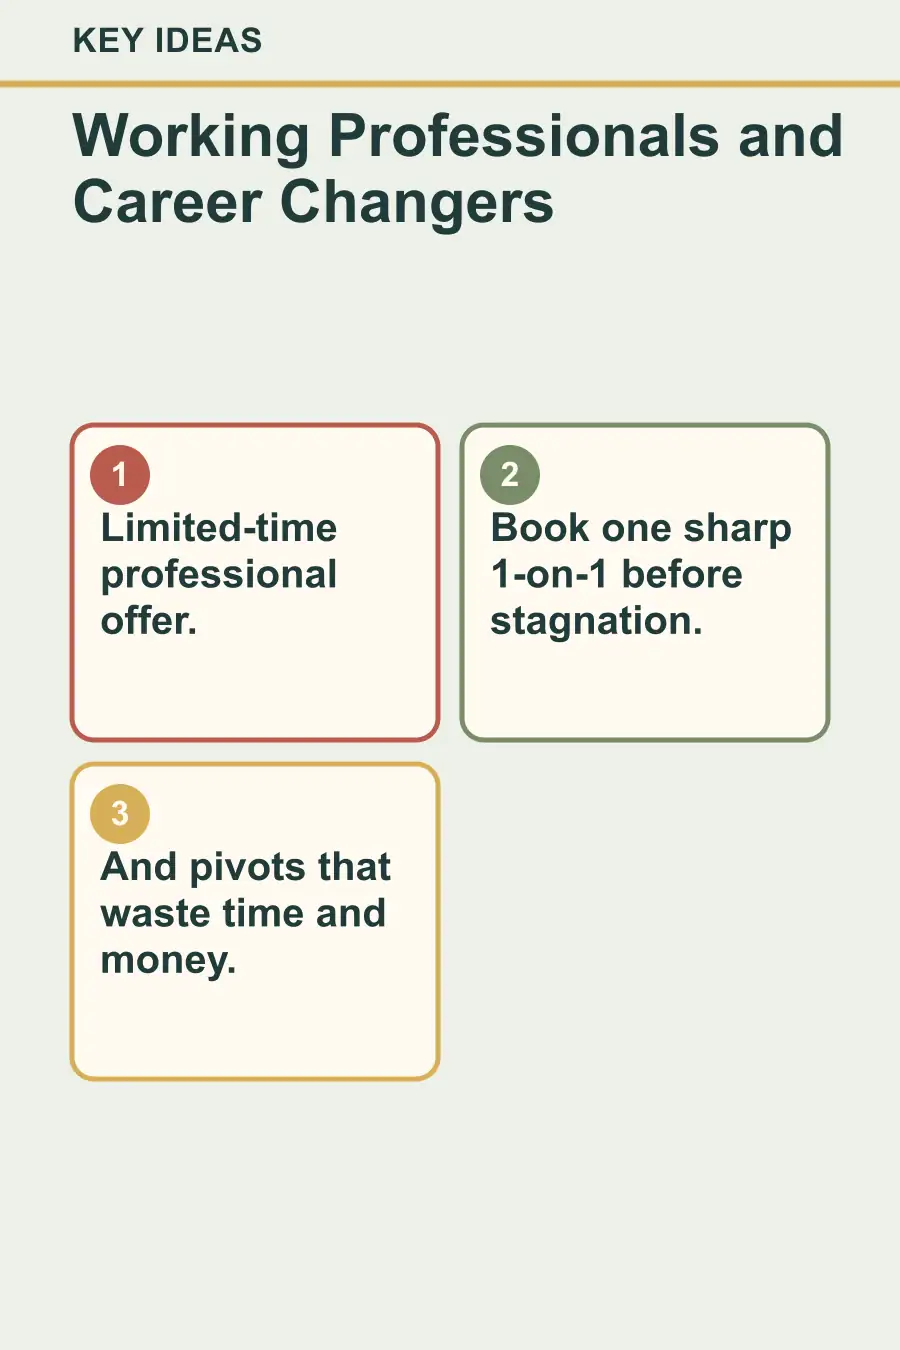 KEY IDEAS
Working Professionals and
Career Changers
1
Limited-time
professional
offer.
2
Book one sharp
1-on-1 before
stagnation.
3
And pivots that
waste time and
money.